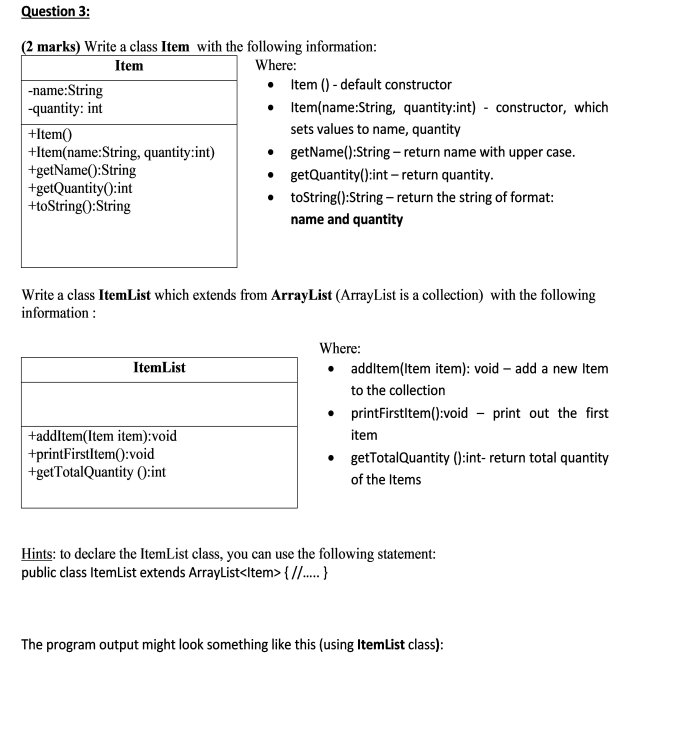 Question 3:
(2 marks) Write a class Item with the following information:
Item
-name:String
-quantity: int
+Item()
+Item(name:String, quantity:int)
+getName():String
+getQuantity():int
+toString():String
Where:
• Item () - default constructor
• Item(name:String, quantity:int) - constructor, which
sets values to name, quantity
• getName():String – return name with upper case.
• getQuantity():int – return quantity.
• toString():String – return the string of format:
name and quantity
Write a class ItemList which extends from ArrayList (ArrayList is a collection) with the following
information :
ItemList
+addItem(Item item):void
+printFirstItem():void
+getTotalQuantity ():int
Where:
• addItem(Item item): void – add a new Item
to the collection
• printFirstItem():void – print out the first
item
• getTotalQuantity ():int- return total quantity
of the Items
Hints: to declare the ItemList class, you can use the following statement:
public class ItemList extends ArrayList<Item> { //..... }
The program output might look something like this (using ItemList class):